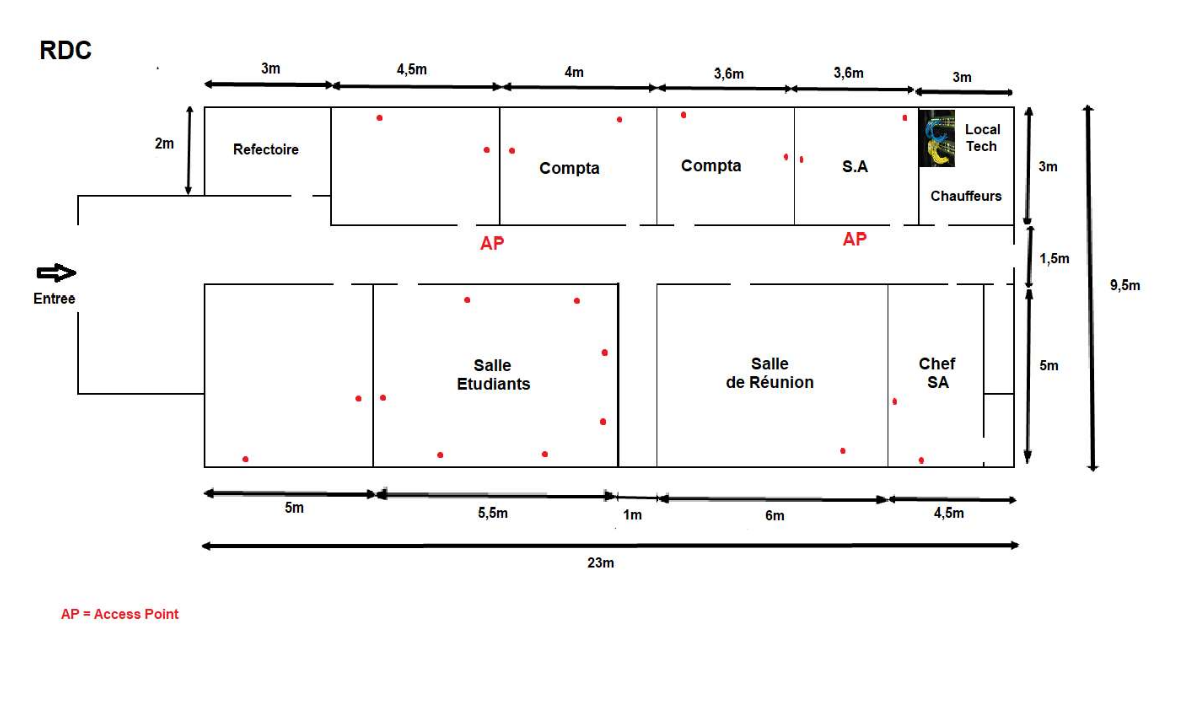 RDC
3m
4,5m
4m
3,6m
3,6m
3m
2m
Refectoire
Compta
Compta
S.A
Local
Tech
Chauffeurs
3m
AP
AP
1,5m
Entree
9,5m
Salle
Etudiants
Salle
de Réunion
Chef
SA
5m
5m
5,5m
1m
6m
4,5m
23m
AP = Access Point